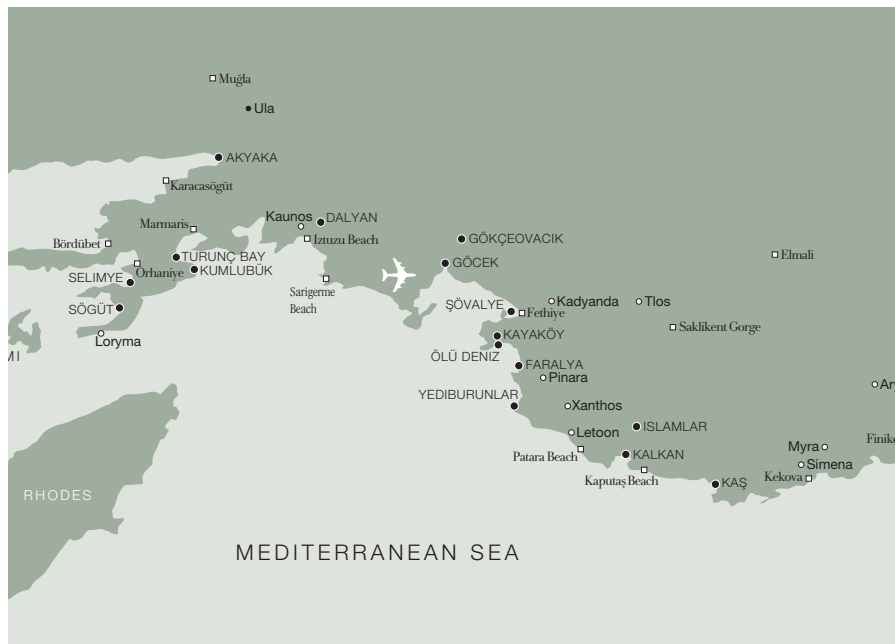 Muğla
Ula
AKYAKA
Karacasögüt
Kaunos
DALYAN
Marmaris
Iztuzu Beach
GÖKÇEOVACIK
Bördübet
TURUNÇ BAY
Elmali
Orhaniye
KUMLUBÜK
GÖCEK
SELIMYE
Sarigerme
Beach
ŞÖVALYE
Fethiye
Kadyanda
Tlos
SÖGÜT
Saklikent Gorge
Loryma
KAYAKÖY
MI
ÖLÜ DENIZ
FARALYA
Pinara
Ary
YEDIBURUNLAR
Xanthos
ISLAMLAR
Letoon
Finike
Myra
Patara Beach
KALKAN
Simena
Kaputaş Beach
Kekova
KAŞ
RHODES
MEDITERRANEAN SEA